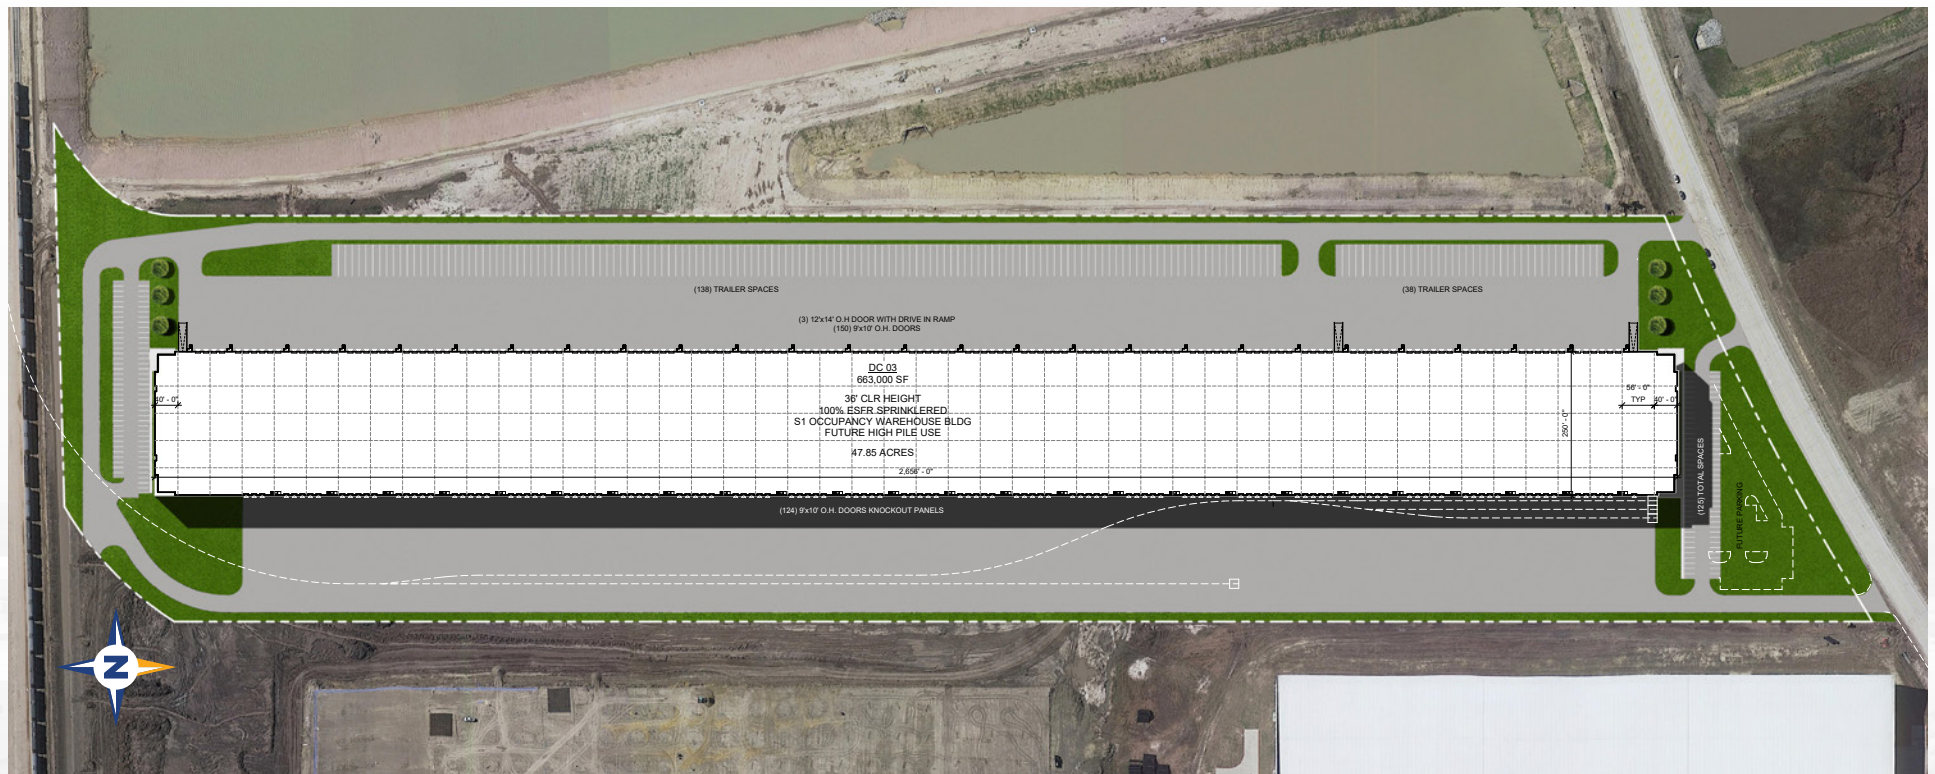 (138) TRAILER SPACES
(38) TRAILER SPACES
(3) 12'x14' O.H DOOR WITH DRIVE IN RAMP
(150) 9'x10' O.H. DOORS
DC 03
663,000 SF
36' CLR HEIGHT
100% ESFR SPRINKLERED
S1 OCCUPANCY WAREHOUSE BLDG
FUTURE HIGH PILE USE
47.85 ACRES
2,656' - 0"
40' - 0"
56' - 0"
TYP
40' - 0"
250' - 0"
(124) 9'x10' O.H. DOORS KNOCKOUT PANELS
(125) TOTAL SPACES
FUTURE PARKING
N